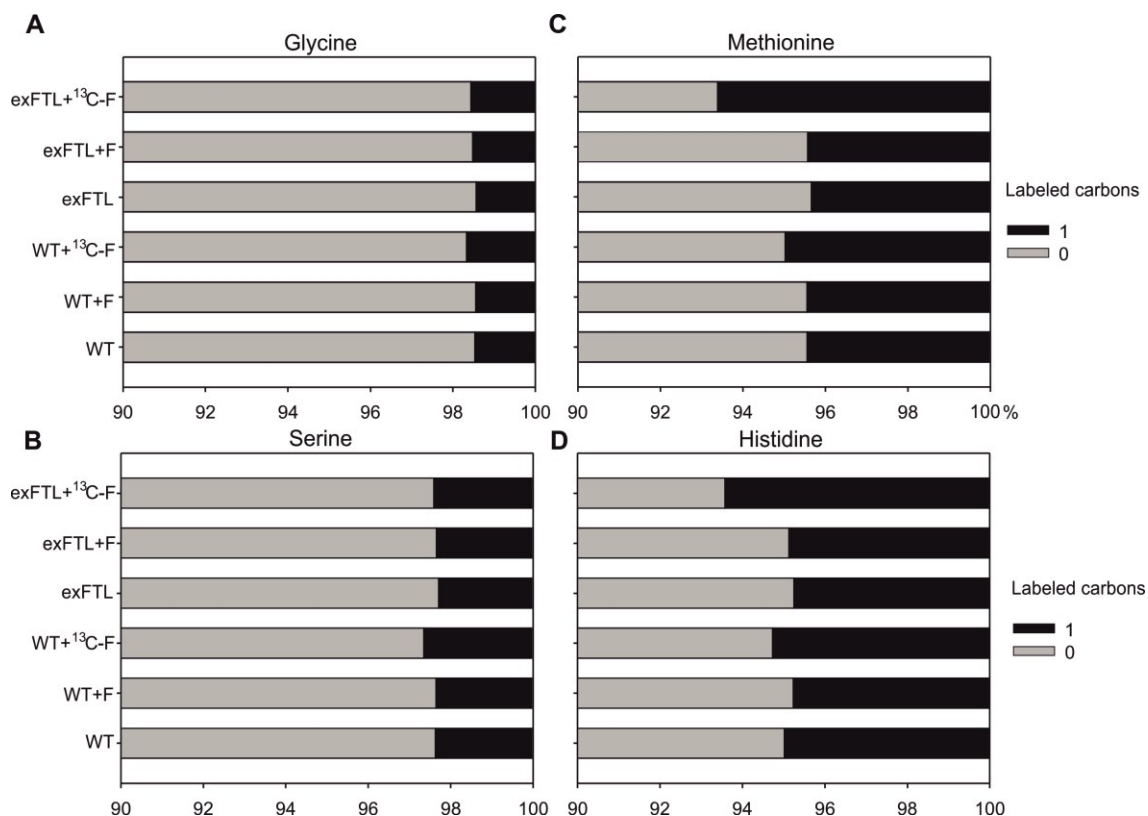 A
Glycine
exFTL+¹³C-F
exFTL+F
exFTL
WT+¹³C-F
WT+F
WT
90 92 94 96 98 100
C
Methionine
90 92 94 96 98 100 %
Labeled carbons
1
0
B
Serine
exFTL+¹³C-F
exFTL+F
exFTL
WT+¹³C-F
WT+F
WT
90 92 94 96 98 100
D
Histidine
90 92 94 96 98 100
Labeled carbons
1
0